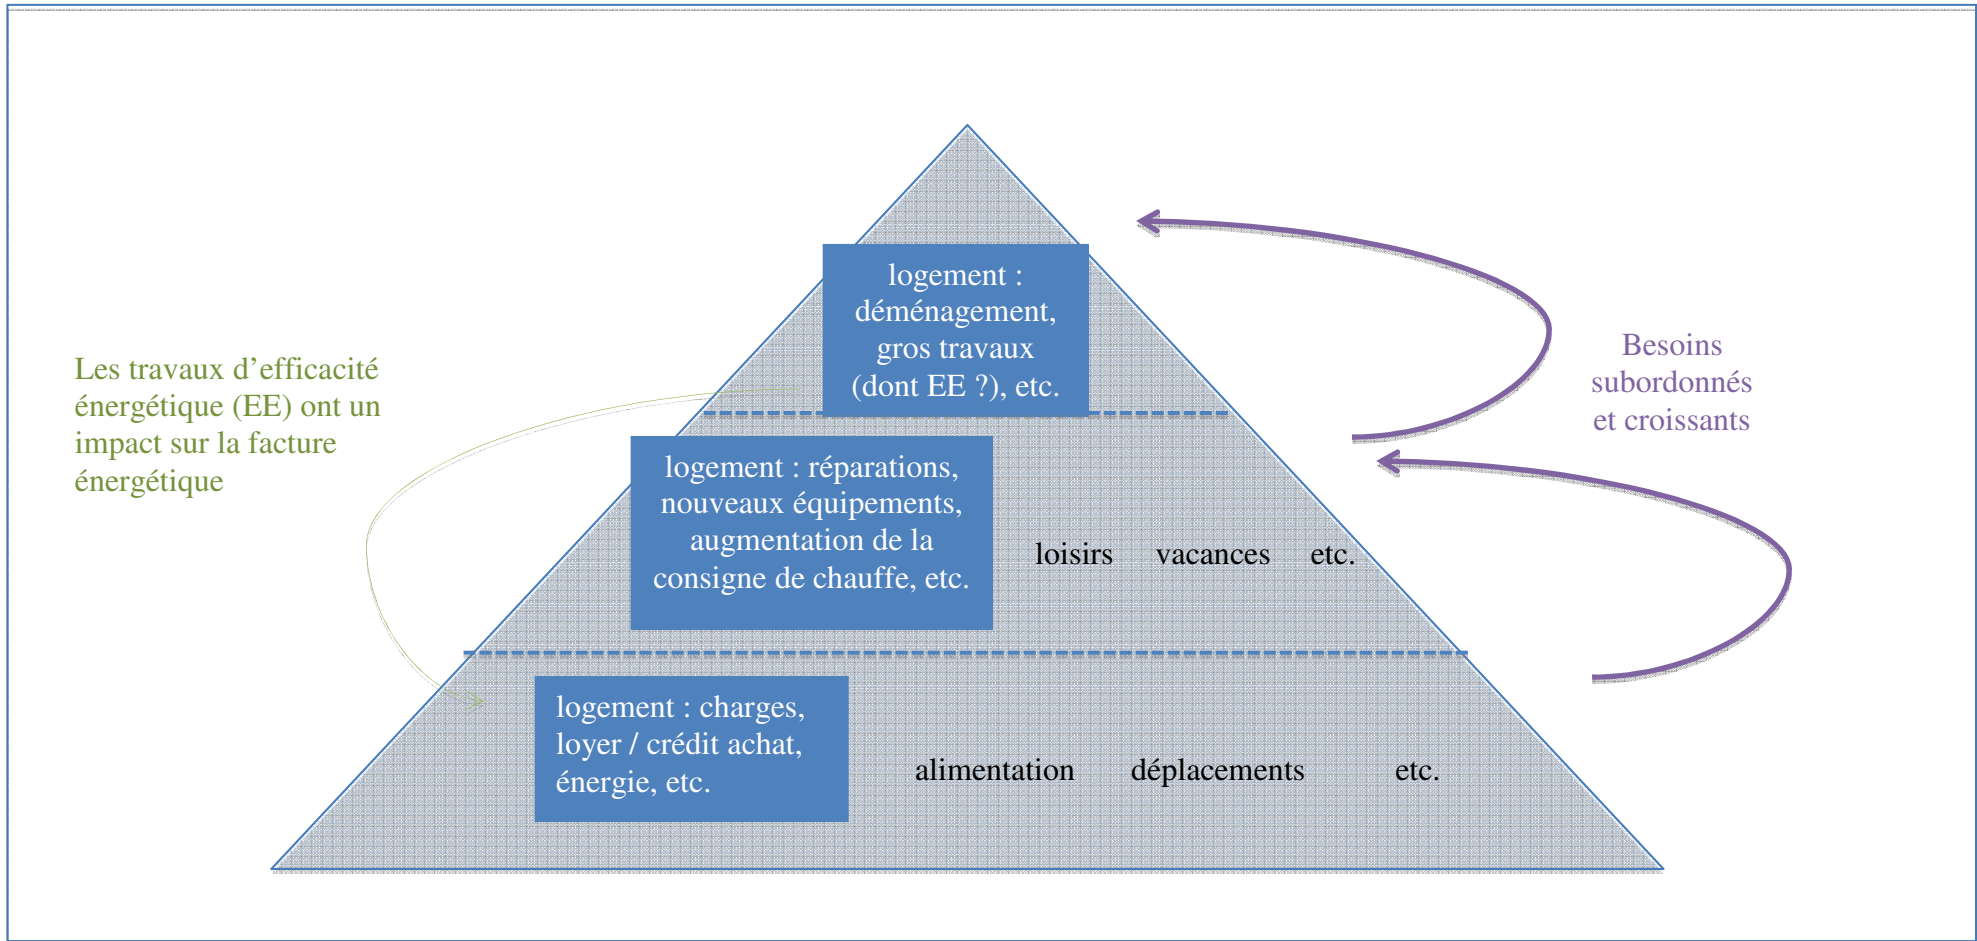 logement :
déménagement,
gros travaux
(dont EE ?), etc.
Les travaux d’efficacité
énergétique (EE) ont un
impact sur la facture
énergétique
Besoins
subordonnés
et croissants
logement : réparations,
nouveaux équipements,
augmentation de la
consigne de chauffe, etc.
loisirs vacances etc.
logement : charges,
loyer / crédit achat,
énergie, etc.
alimentation déplacements etc.